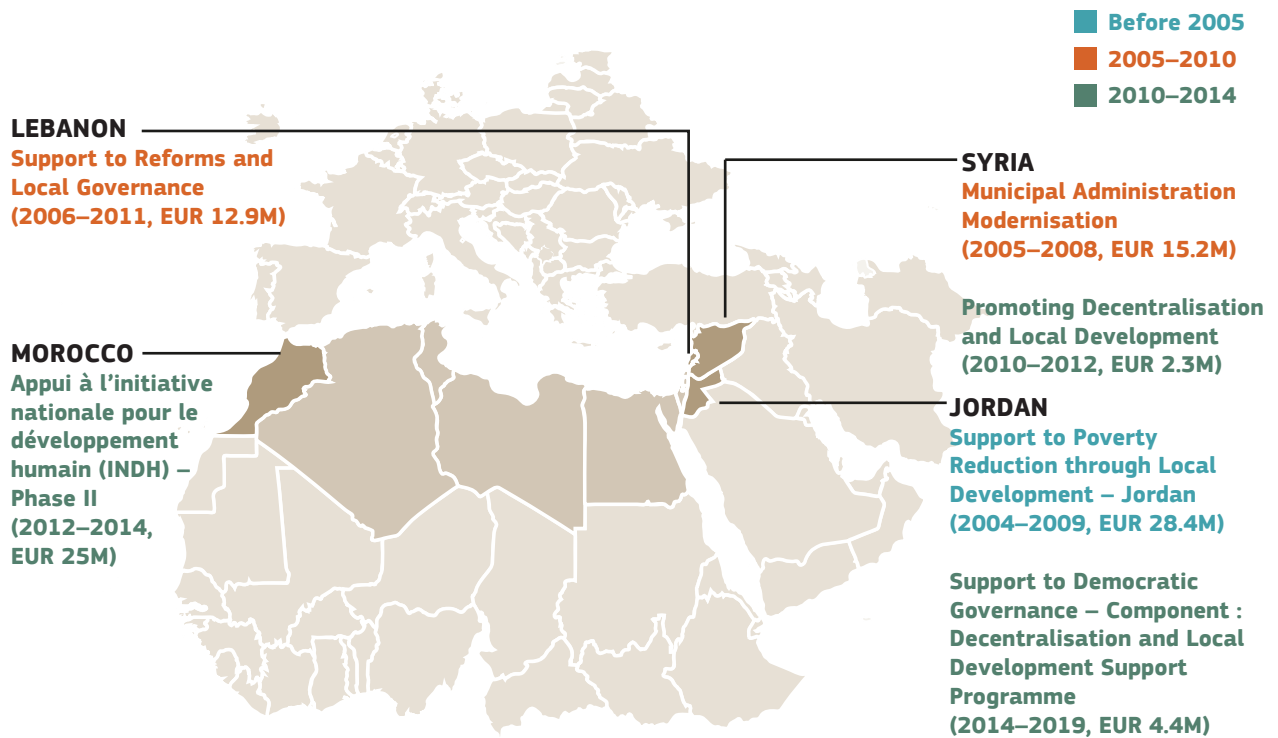 Before 2005
2005–2010
2010–2014
LEBANON
Support to Reforms and
Local Governance
(2006–2011, EUR 12.9M)
MOROCCO
Appui à l’initiative
nationale pour le
développement
humain (INDH) –
Phase II
(2012–2014,
EUR 25M)
SYRIA
Municipal Administration
Modernisation
(2005–2008, EUR 15.2M)
Promoting Decentralisation
and Local Development
(2010–2012, EUR 2.3M)
JORDAN
Support to Poverty
Reduction through Local
Development – Jordan
(2004–2009, EUR 28.4M)
Support to Democratic
Governance – Component :
Decentralisation and Local
Development Support
Programme
(2014–2019, EUR 4.4M)